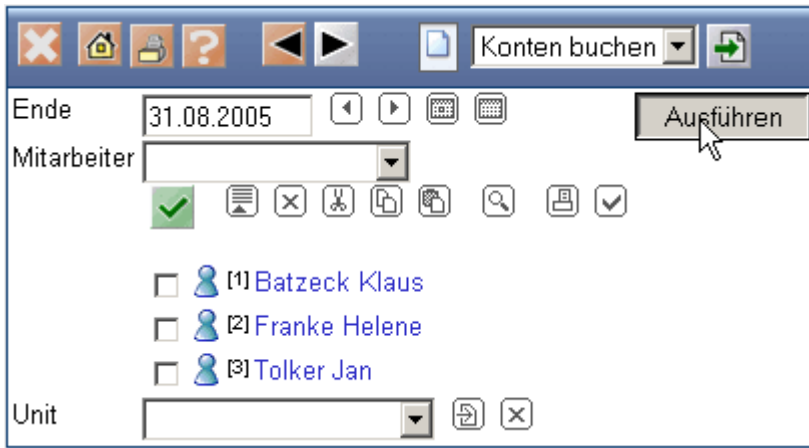 Konten buchen
Ende 31.08.2005 Ausführen
Mitarbeiter
[1] Batzeck Klaus
[2] Franke Helene
[3] Tolker Jan
Unit